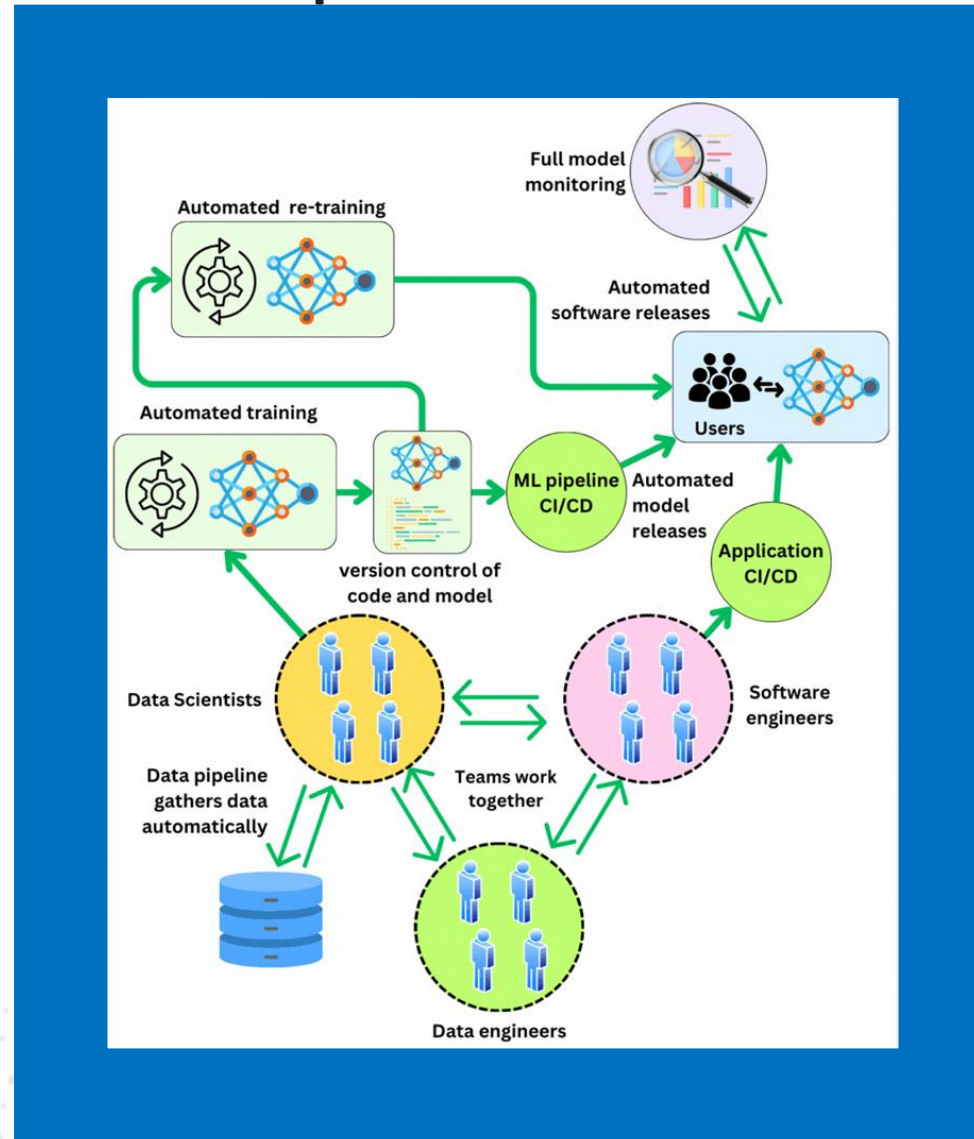 Full model
monitoring
Automated re-training
Automated
software releases
Users
Automated training
ML pipeline
CI/CD
Automated
model
releases
Application
CI/CD
version control of
code and model
Data Scientists
Software
engineers
Data pipeline
gathers data
automatically
Teams work
together
Data engineers